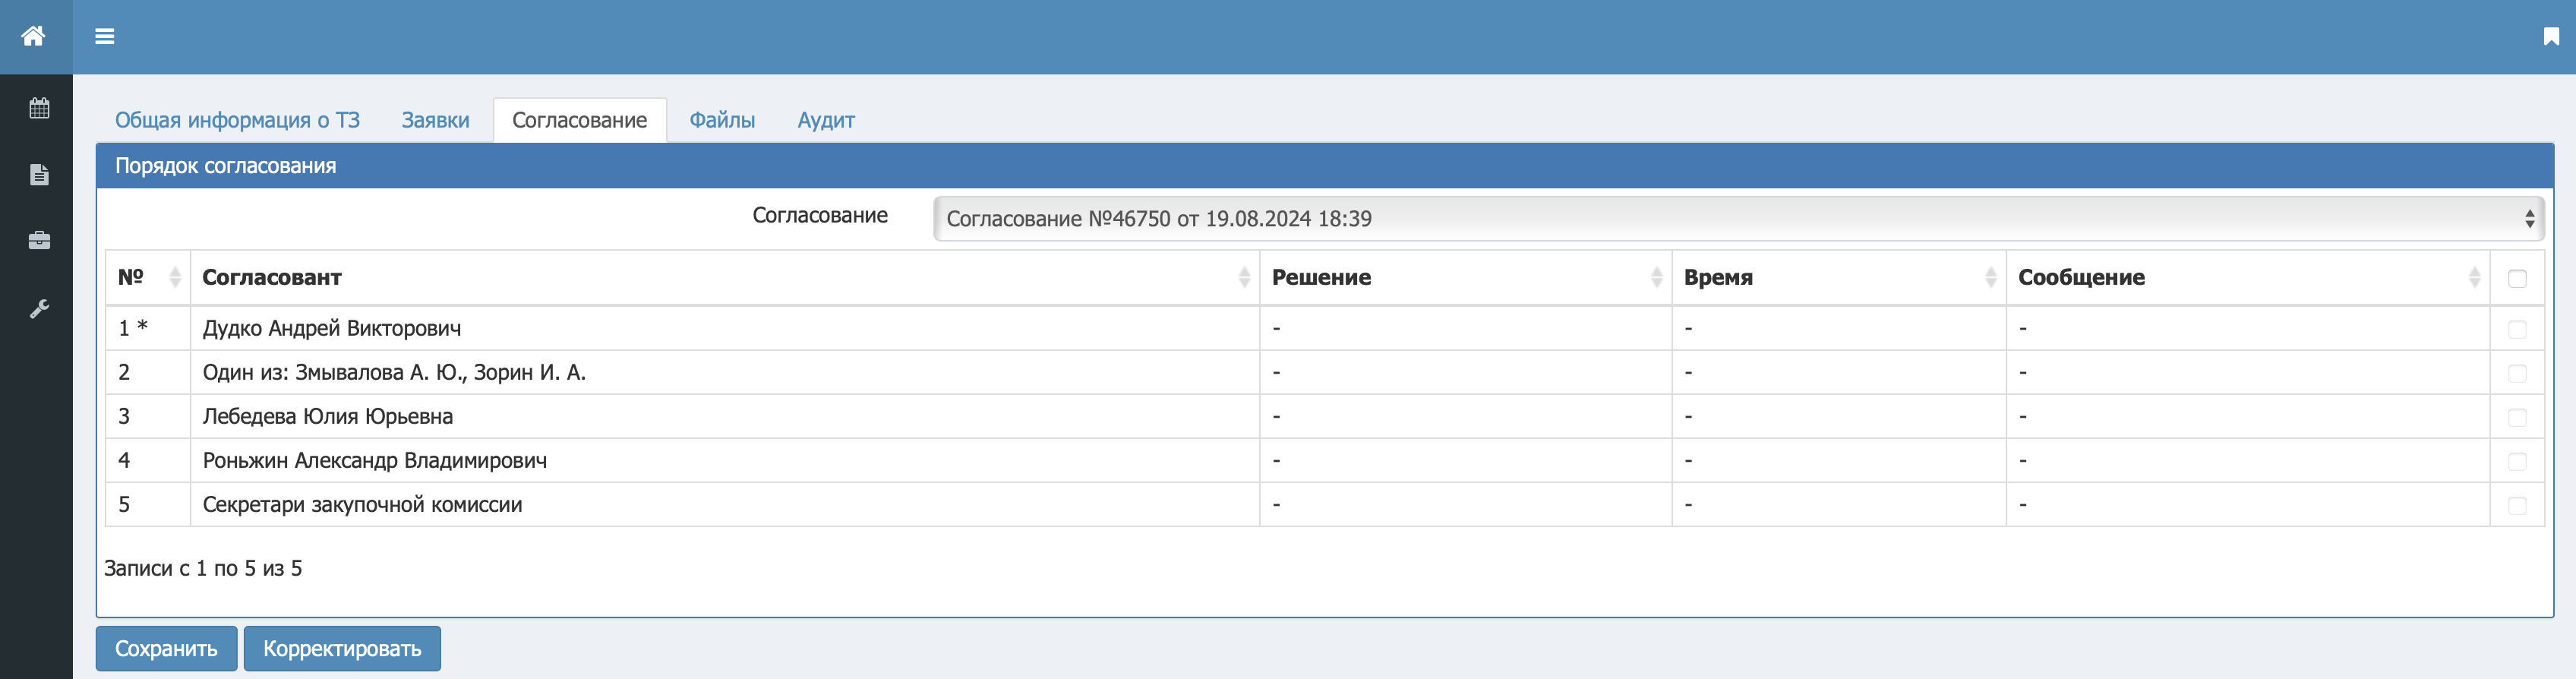 Общая информация о ТЗ Заявки Согласование Файлы Аудит
Порядок согласования
Согласование Согласование №46750 от 19.08.2024 18:39
№ Согласовант Решение Время Сообщение
1 * Дудко Андрей Викторович - - -
2 Один из: Змывалова А. Ю., Зорин И. А. - - -
3 Лебедева Юлия Юрьевна - - -
4 Роньжин Александр Владимирович - - -
5 Секретари закупочной комиссии - - -
Записи с 1 по 5 из 5
Сохранить Корректировать